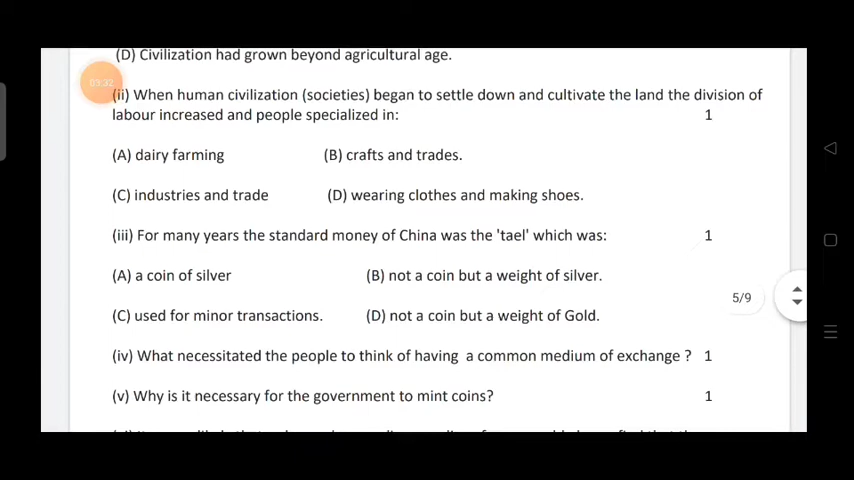 (D) Civilization had grown beyond agricultural age.
03:32
(ii) When human civilization (societies) began to settle down and cultivate the land the division of
labour increased and people specialized in: 1
(A) dairy farming (B) crafts and trades.
(C) industries and trade (D) wearing clothes and making shoes.
(iii) For many years the standard money of China was the 'tael' which was: 1
(A) a coin of silver (B) not a coin but a weight of silver.
5/9
(C) used for minor transactions. (D) not a coin but a weight of Gold.
(iv) What necessitated the people to think of having a common medium of exchange ? 1
(v) Why is it necessary for the government to mint coins? 1